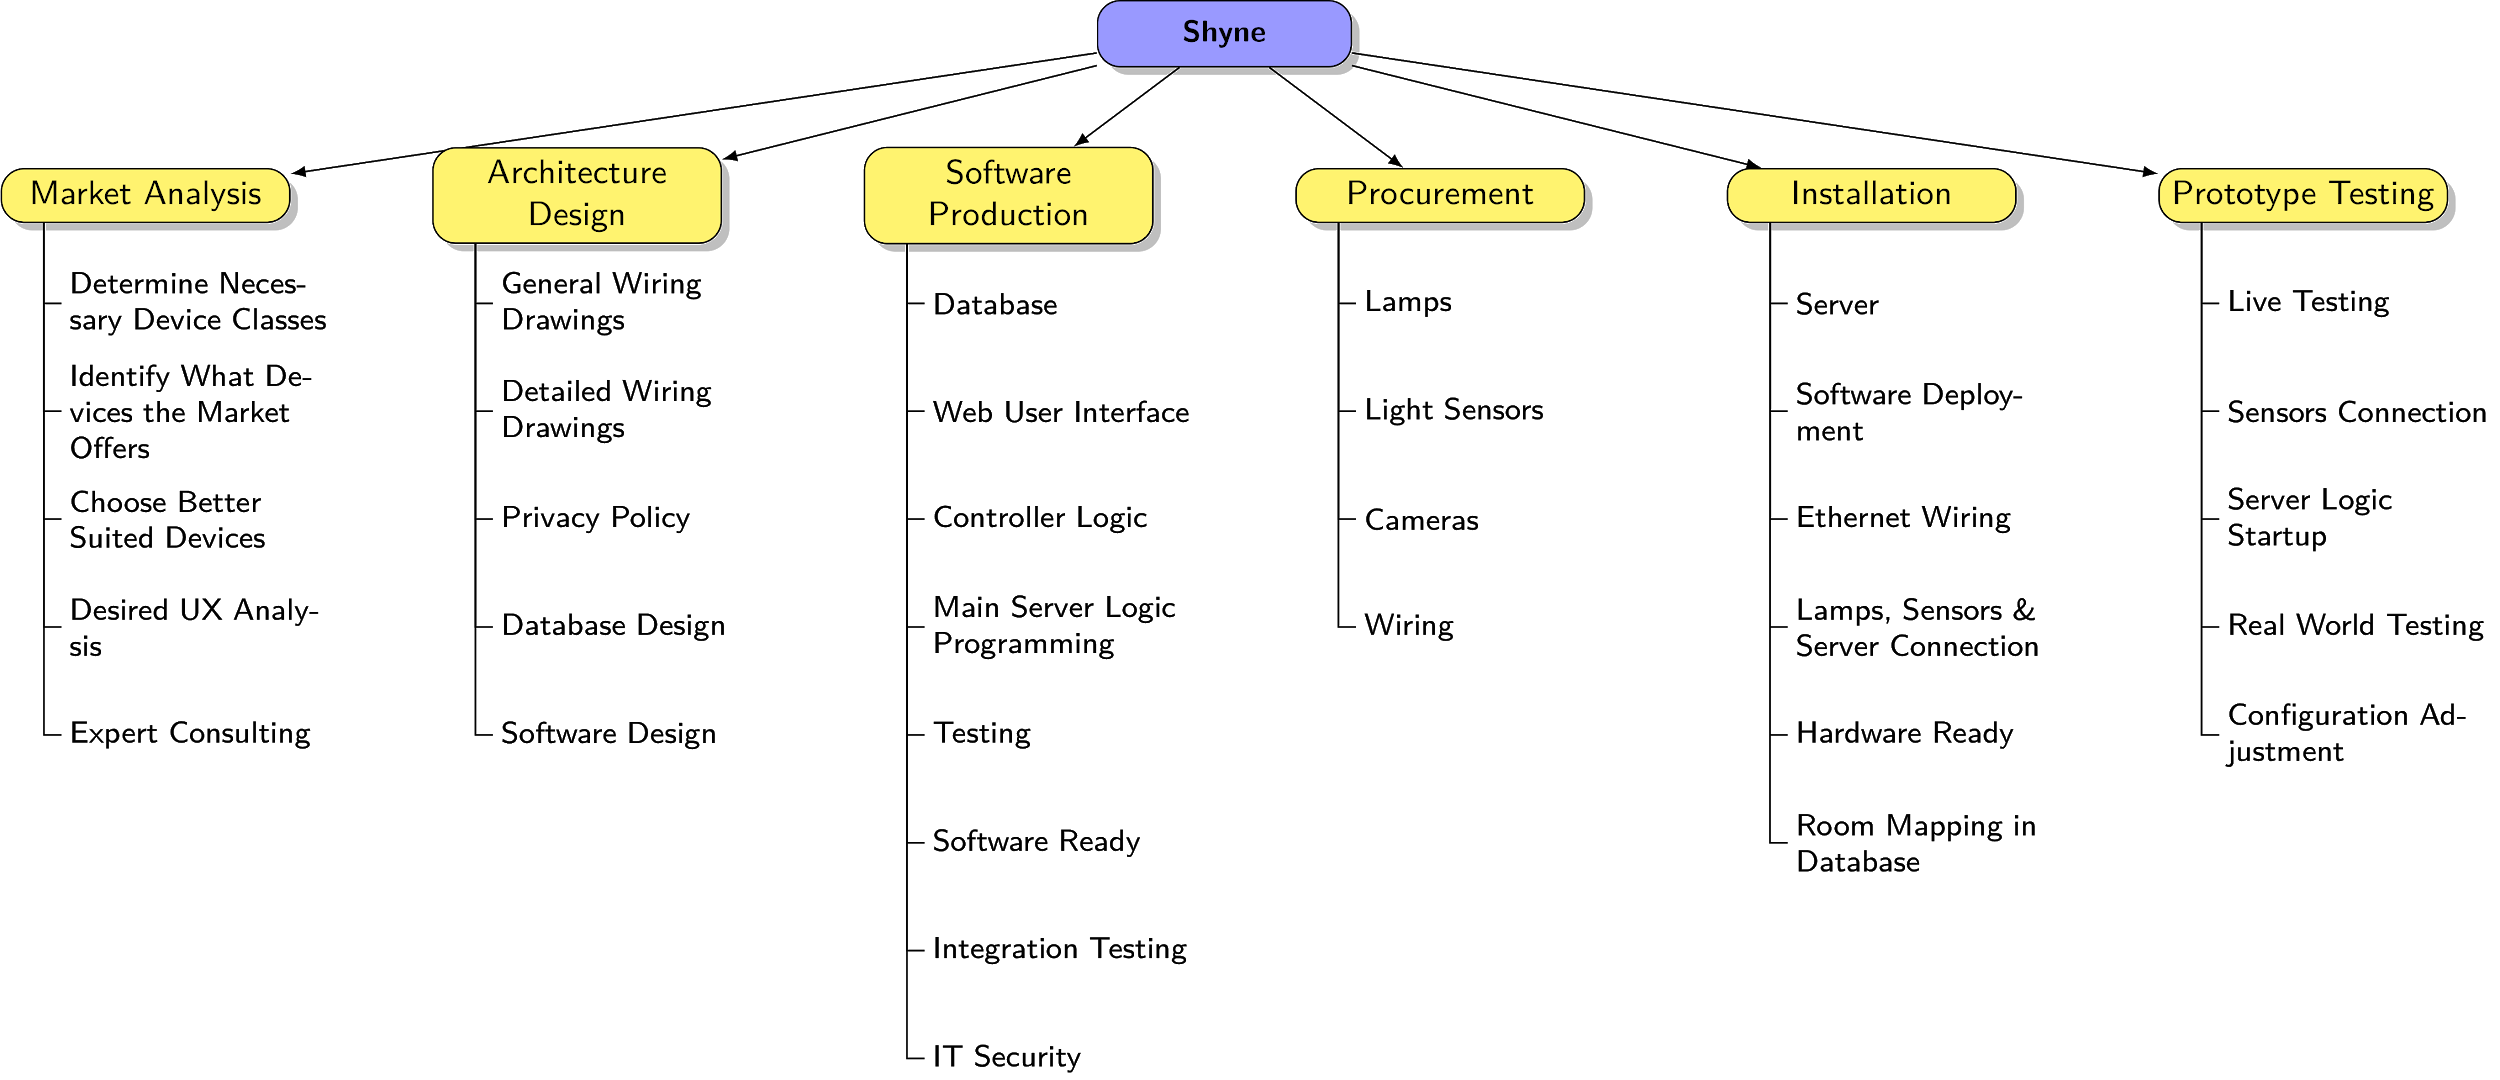 Shyne
Market Analysis
Determine Neces-
sary Device Classes
Identify What De-
vices the Market
Offers
Choose Better
Suited Devices
Desired UX Analy-
sis
Expert Consulting
Architecture
Design
General Wiring
Drawings
Detailed Wiring
Drawings
Privacy Policy
Database Design
Software Design
Software
Production
Database
Web User Interface
Controller Logic
Main Server Logic
Programming
Testing
Software Ready
Integration Testing
IT Security
Procurement
Lamps
Light Sensors
Cameras
Wiring
Installation
Server
Software Deploy-
ment
Ethernet Wiring
Lamps, Sensors &
Server Connection
Hardware Ready
Room Mapping in
Database
Prototype Testing
Live Testing
Sensors Connection
Server Logic
Startup
Real World Testing
Configuration Ad-
justment